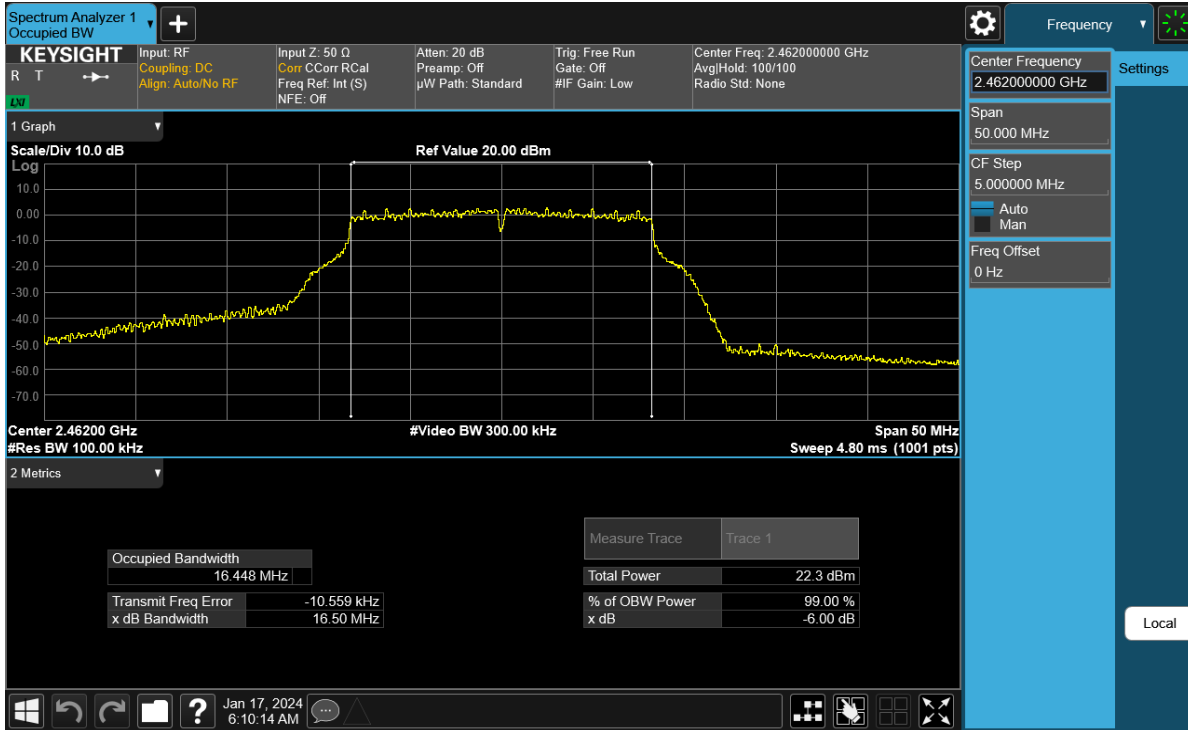 Spectrum Analyzer 1
Occupied BW
Frequency
KEYSIGHT
R T
LXI
Input: RF
Coupling: DC
Align: Auto/No RF
Input Z: 50 Ω
Corr CCorr RCal
Freq Ref: Int (S)
NFE: Off
Atten: 20 dB
Preamp: Off
µW Path: Standard
Trig: Free Run
Gate: Off
#IF Gain: Low
Center Freq: 2.462000000 GHz
Avg|Hold: 100/100
Radio Std: None
Center Frequency
2.462000000 GHz
Settings
Span
50.000 MHz
CF Step
5.000000 MHz
Auto
Man
Freq Offset
0 Hz
1 Graph
Scale/Div 10.0 dB
Ref Value 20.00 dBm
Log
10.0
0.00
-10.0
-20.0
-30.0
-40.0
-50.0
-60.0
-70.0
Center 2.46200 GHz
#Video BW 300.00 kHz
Span 50 MHz
#Res BW 100.00 kHz
Sweep 4.80 ms (1001 pts)
2 Metrics
Measure Trace
Trace 1
Occupied Bandwidth
16.448 MHz
Total Power
22.3 dBm
Transmit Freq Error
-10.559 kHz
% of OBW Power
99.00 %
x dB Bandwidth
16.50 MHz
x dB
-6.00 dB
Local
?
Jan 17, 2024
6:10:14 AM